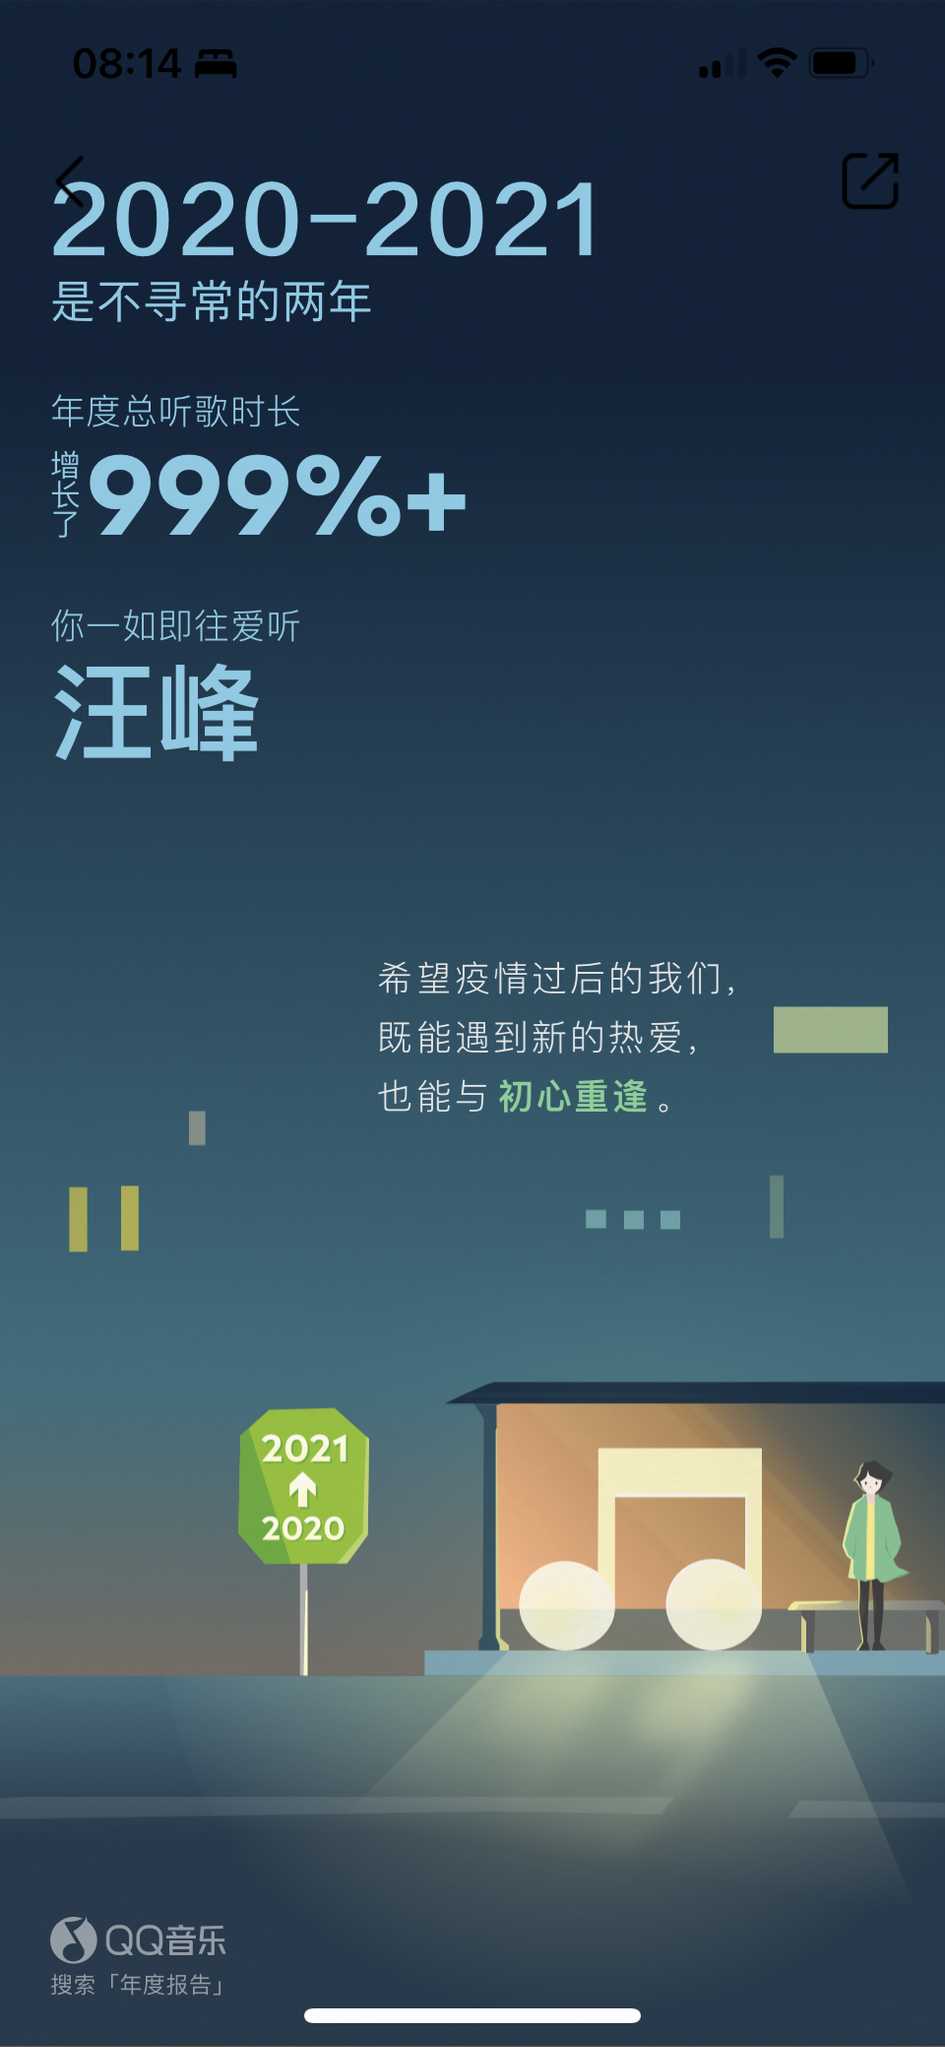 08:14
2020-2021
是不寻常的两年
年度总听歌时长
增长了 999%+
你一如即往爱听
汪峰
希望疫情过后的我们，
既能遇到新的热爱，
也能与 初心重逢 。
2021
2020
QQ音乐
搜索「年度报告」